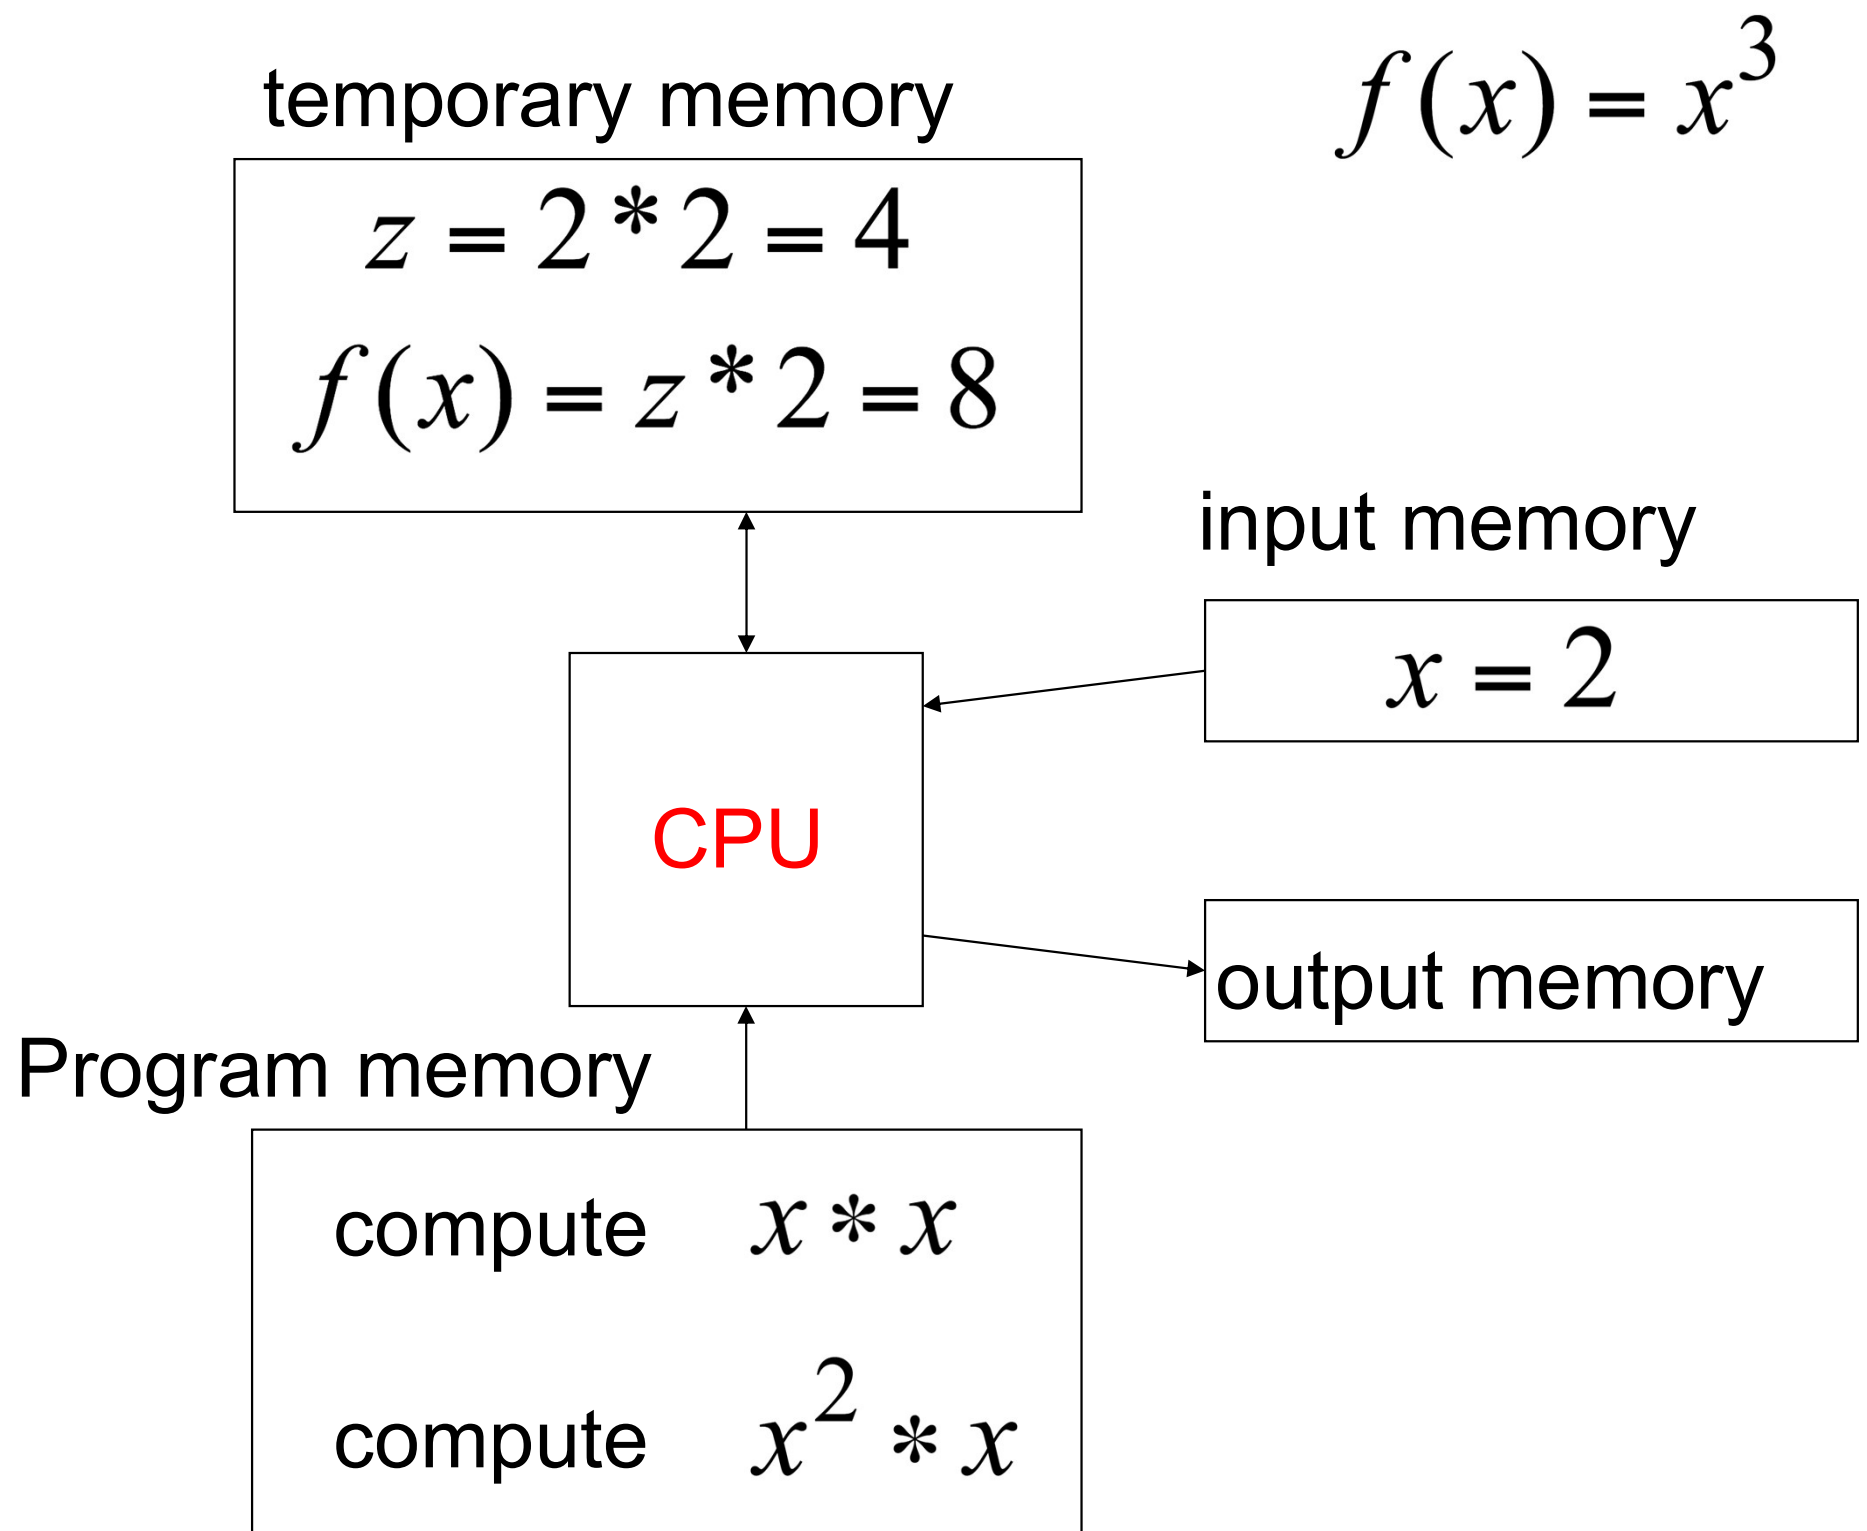 temporary memory
f(x) = x³
z = 2 * 2 = 4
f(x) = z * 2 = 8
input memory
x = 2
CPU
output memory
Program memory
compute x * x
compute x² * x